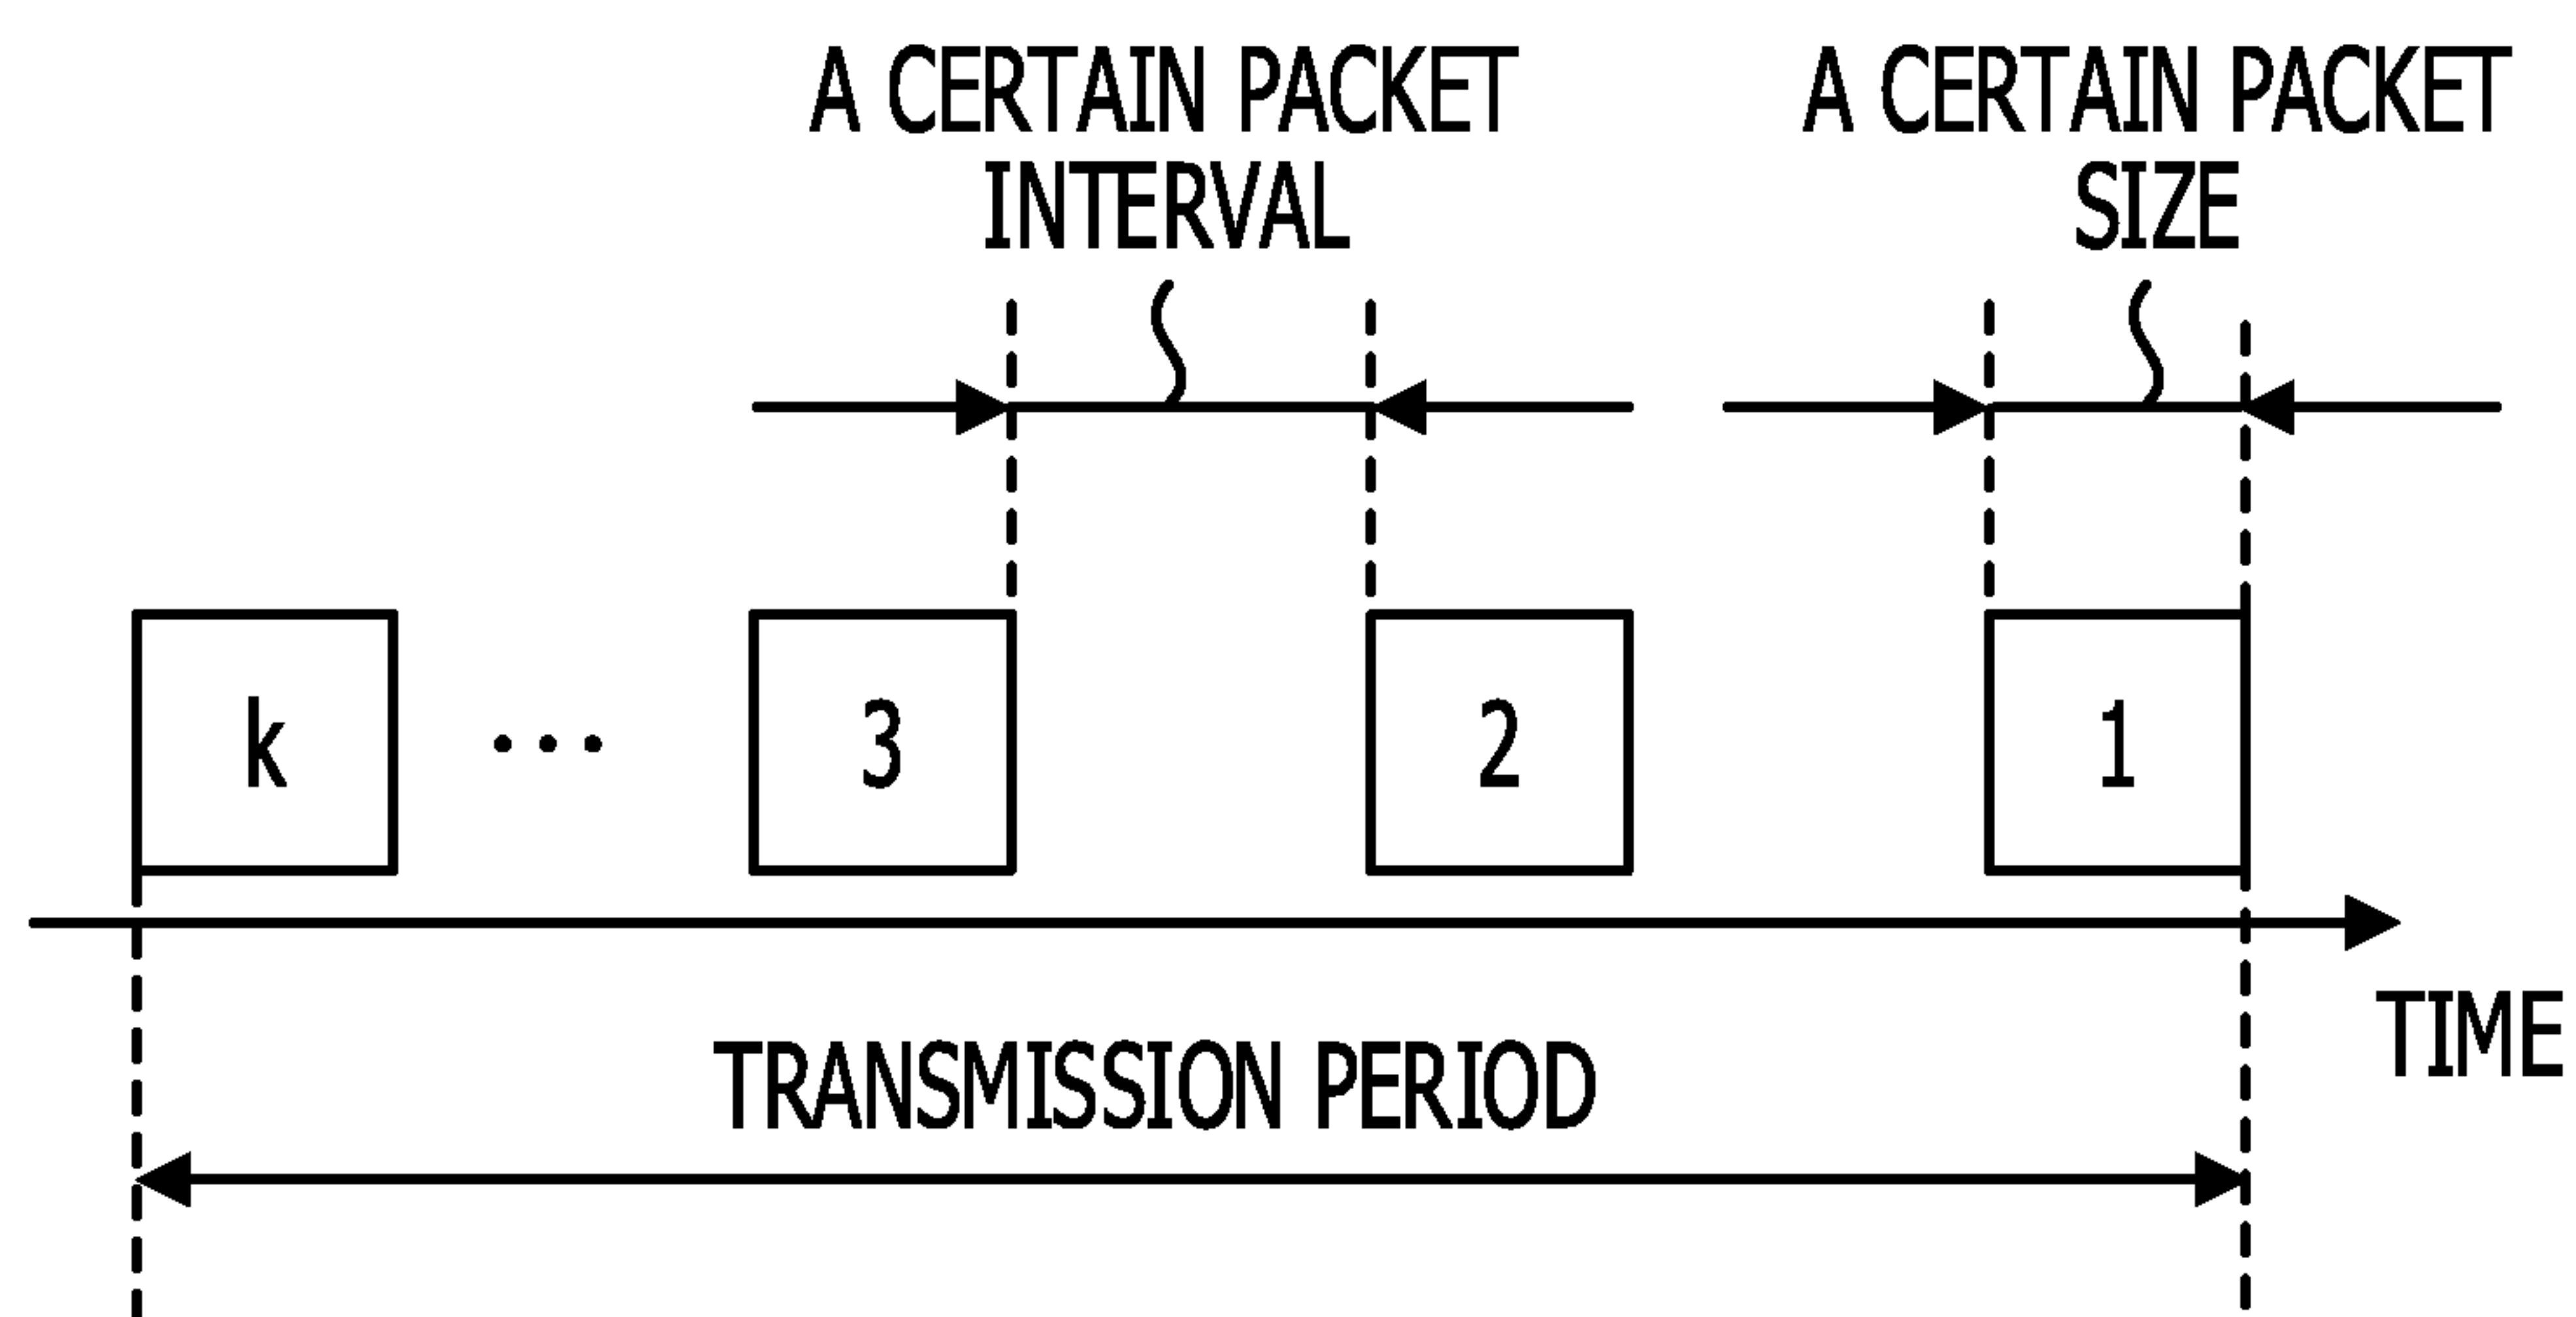 A CERTAIN PACKET
INTERVAL
A CERTAIN PACKET
SIZE
k ... 3 2 1
TIME
TRANSMISSION PERIOD